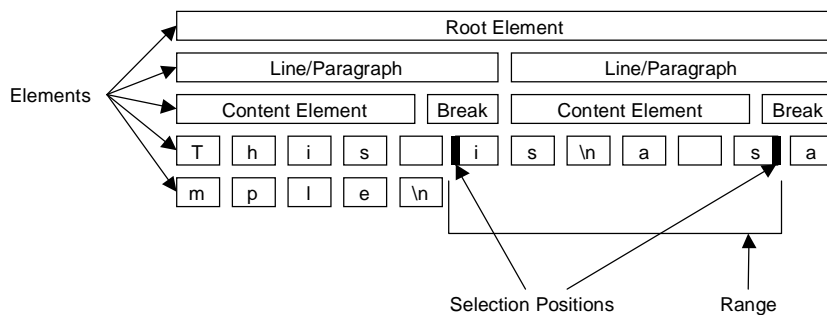 Root Element
Line/Paragraph Line/Paragraph
Elements
Content Element Break Content Element Break
T h i s i s \n a s a
m p l e \n
Selection Positions Range